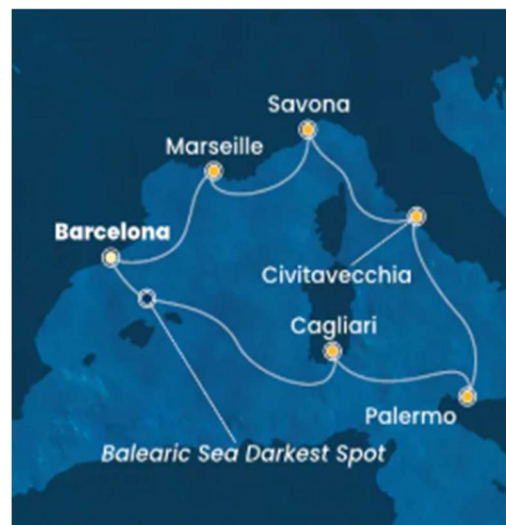 Savona
Marseille
Barcelona
Civitavecchia
Cagliari
Palermo
Balearic Sea Darkest Spot